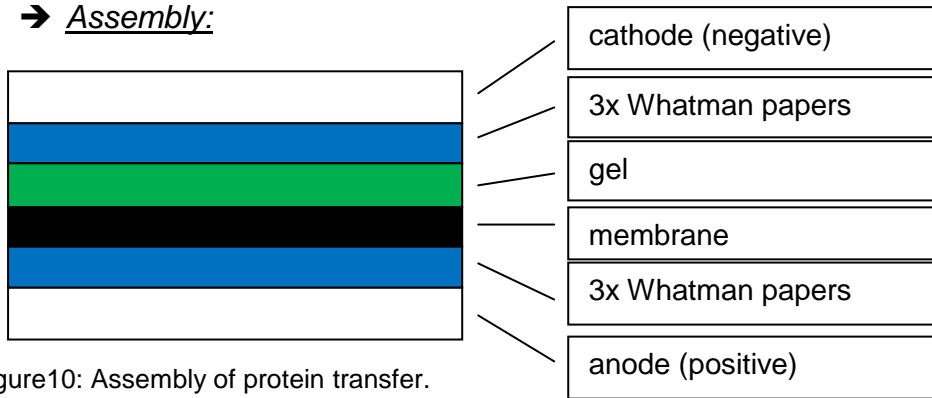 ➔ Assembly:
cathode (negative)
3x Whatman papers
gel
membrane
3x Whatman papers
anode (positive)
gure10: Assembly of protein transfer.